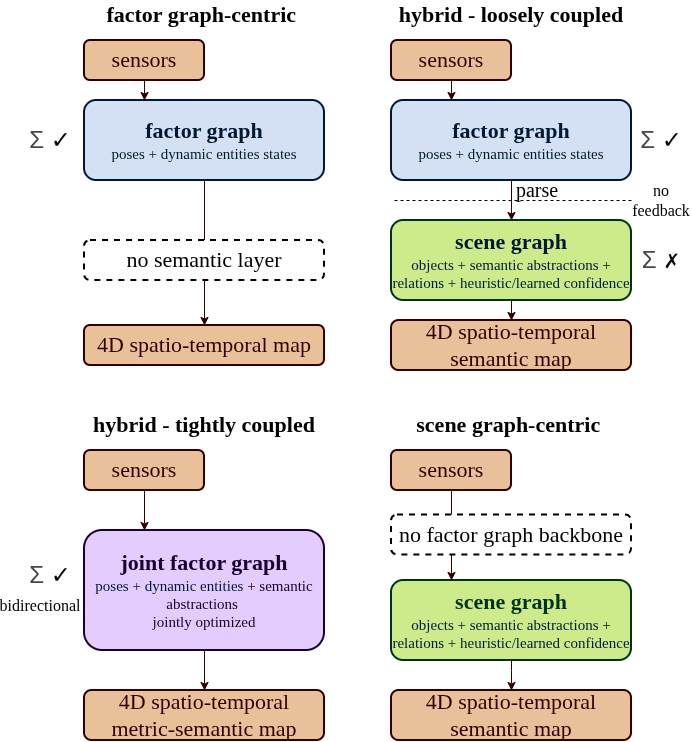 factor graph-centric
sensors
Σ ✓
factor graph
poses + dynamic entities states
no semantic layer
4D spatio-temporal map
hybrid - loosely coupled
sensors
factor graph
poses + dynamic entities states
Σ ✓
parse
no
feedback
scene graph
objects + semantic abstractions +
relations + heuristic/learned confidence
Σ ✗
4D spatio-temporal
semantic map
hybrid - tightly coupled
sensors
Σ ✓
bidirectional
joint factor graph
poses + dynamic entities + semantic
abstractions
jointly optimized
4D spatio-temporal
metric-semantic map
scene graph-centric
sensors
no factor graph backbone
scene graph
objects + semantic abstractions +
relations + heuristic/learned confidence
4D spatio-temporal
semantic map